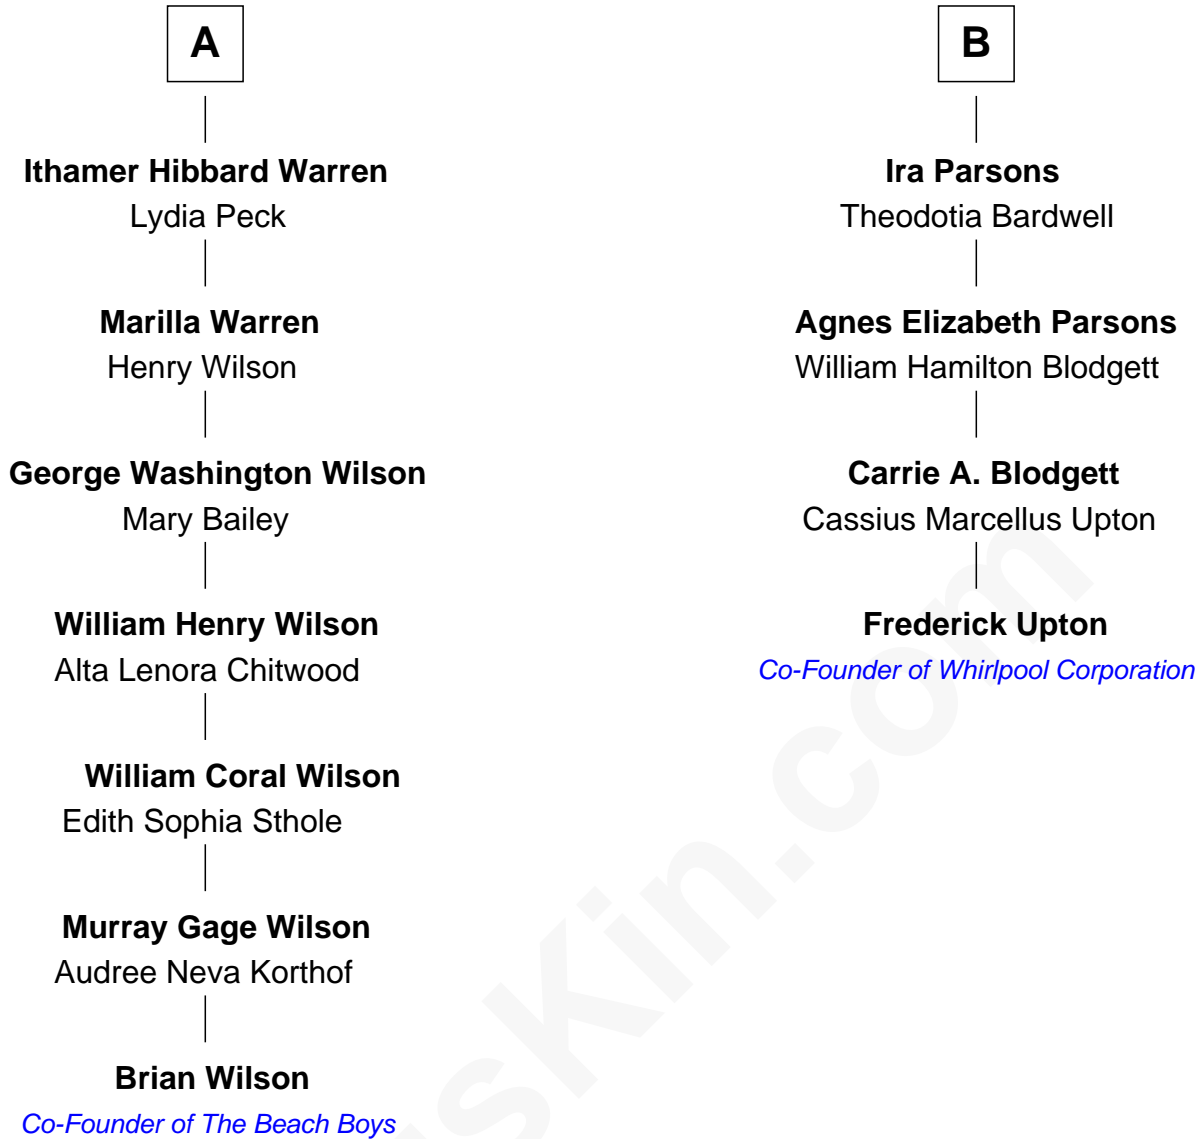 A
Ithamer Hibbard Warren
Lydia Peck
Marilla Warren
Henry Wilson
George Washington Wilson
Mary Bailey
William Henry Wilson
Alta Lenora Chitwood
William Coral Wilson
Edith Sophia Sthole
Murray Gage Wilson
Audree Neva Korthof
Brian Wilson
Co-Founder of The Beach Boys
B
Ira Parsons
Theodotia Bardwell
Agnes Elizabeth Parsons
William Hamilton Blodgett
Carrie A. Blodgett
Cassius Marcellus Upton
Frederick Upton
Co-Founder of Whirlpool Corporation